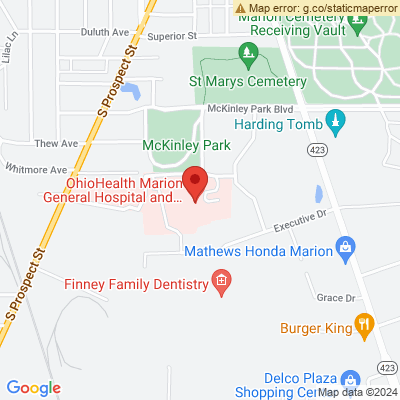 Map error: g.co/staticmaperror
Marion Cemetery
Receiving Vault
Duluth Ave
Superior St
Lilac Ln
S Prospect St
St Marys Cemetery
McKinley Park Blvd
Harding Tomb
Thew Ave
McKinley Park
423
Whitmore Ave
OhioHealth Marion
General Hospital and...
Executive Dr
Mathews Honda Marion
Finney Family Dentistry
S Prospect St
Grace Dr
Burger King
423
Delco Plaza
Shopping Center
Google
Map data ©2024